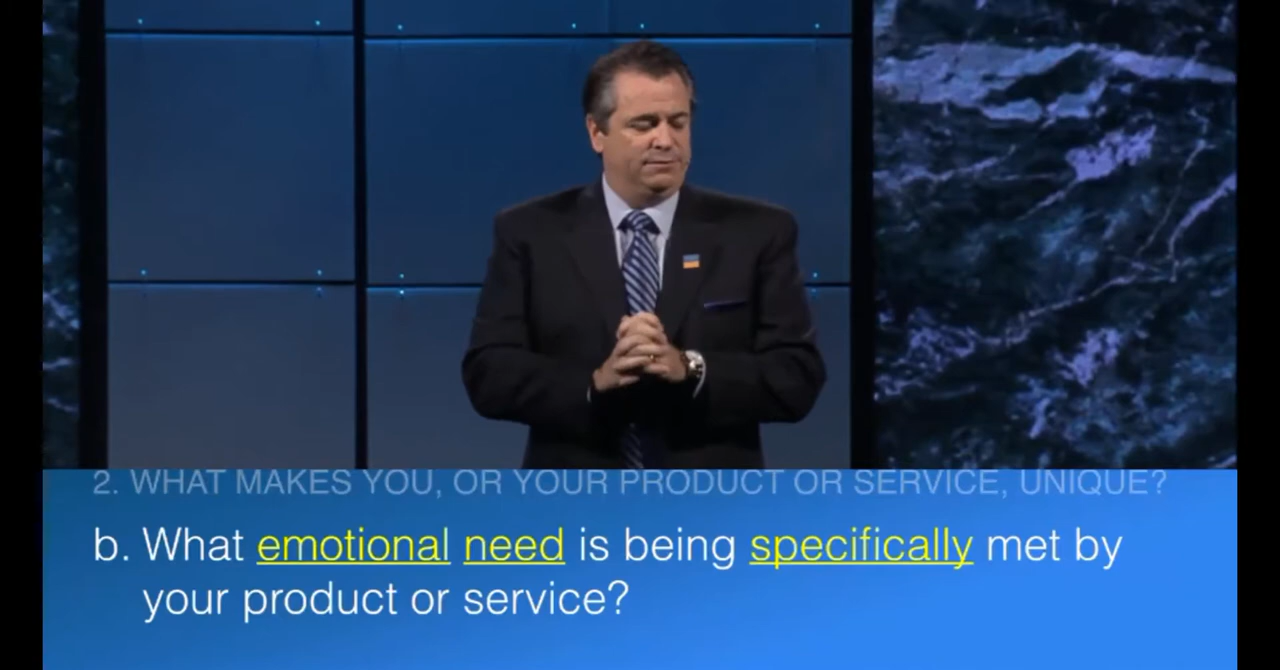 2. WHAT MAKES YOU, OR YOUR PRODUCT OR SERVICE, UNIQUE?
b. What emotional need is being specifically met by
your product or service?